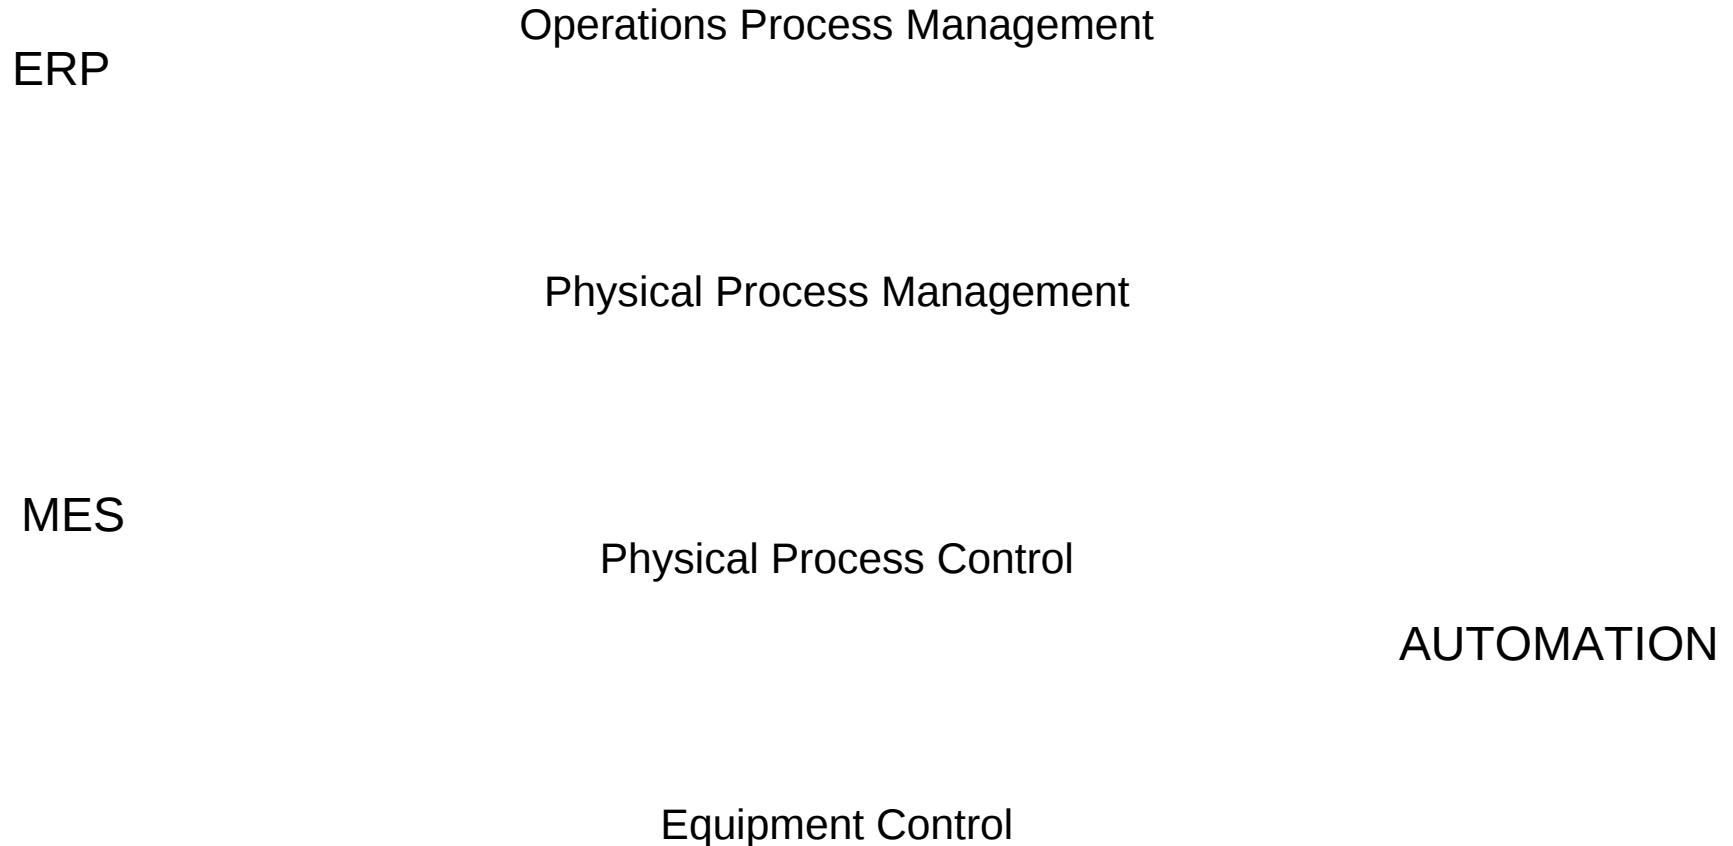 Operations Process Management
ERP
Physical Process Management
MES
Physical Process Control
AUTOMATION
Equipment Control